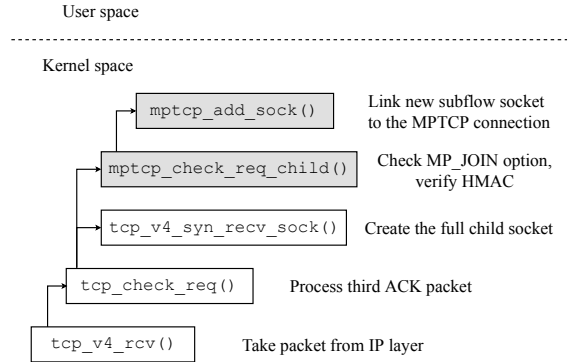 User space
Kernel space
mptcp_add_sock()
Link new subflow socket
to the MPTCP connection
mptcp_check_req_child()
Check MP_JOIN option,
verify HMAC
tcp_v4_syn_recv_sock()
Create the full child socket
tcp_check_req()
Process third ACK packet
tcp_v4_rcv()
Take packet from IP layer